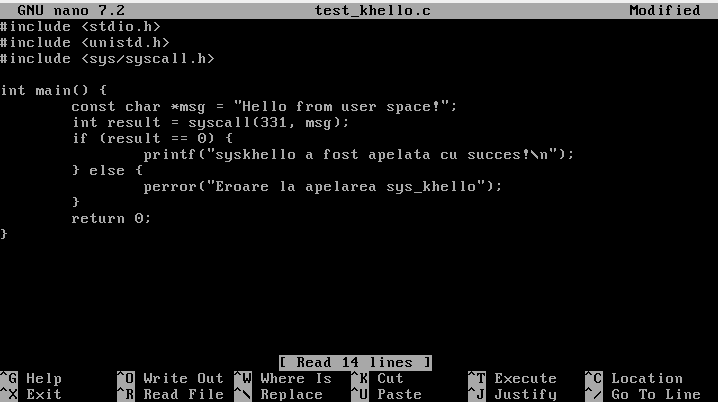 GNU nano 7.2 test_khello.c Modified
#include <stdio.h>
#include <unistd.h>
#include <sys/syscall.h>
int main() {
const char *msg = "Hello from user space!";
int result = syscall(331, msg);
if (result == 0) {
printf("syskhello a fost apelata cu succes!\n");
} else {
perror("Eroare la apelarea sys_khello");
}
return 0;
}
[ Read 14 lines ]
^G Help ^O Write Out ^W Where Is ^K Cut ^T Execute ^C Location
^X Exit ^R Read File ^\ Replace ^U Paste ^J Justify ^/ Go To Line